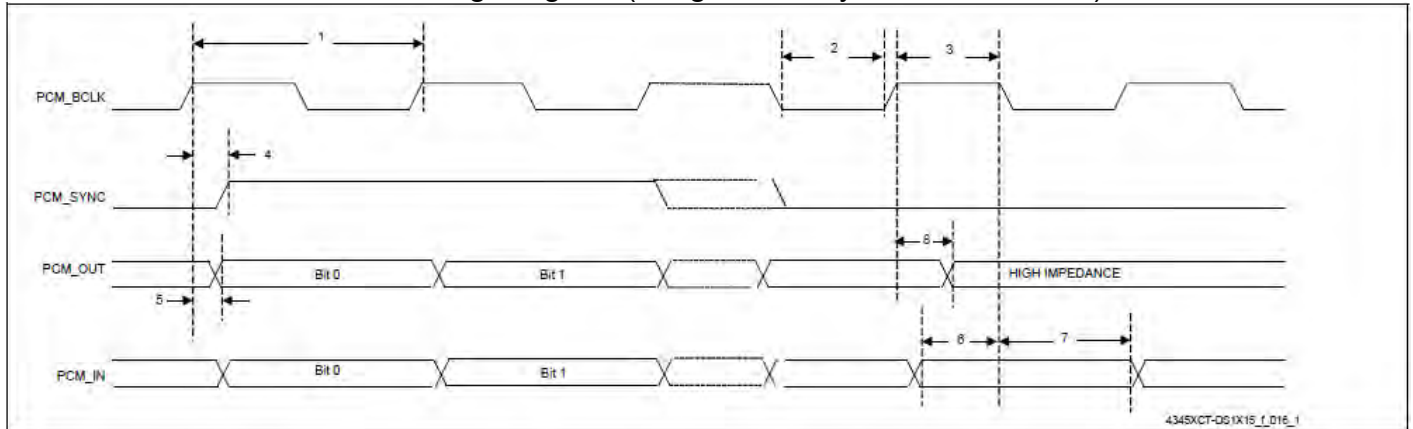 1
2
3
PCM_BCLK
4
PCM_SYNC
8
PCM_OUT
Bit 0
Bit 1
HIGH IMPEDANCE
5
6
7
PCM_IN
Bit 0
Bit 1
4345XCT-DS1X15_f_016_1